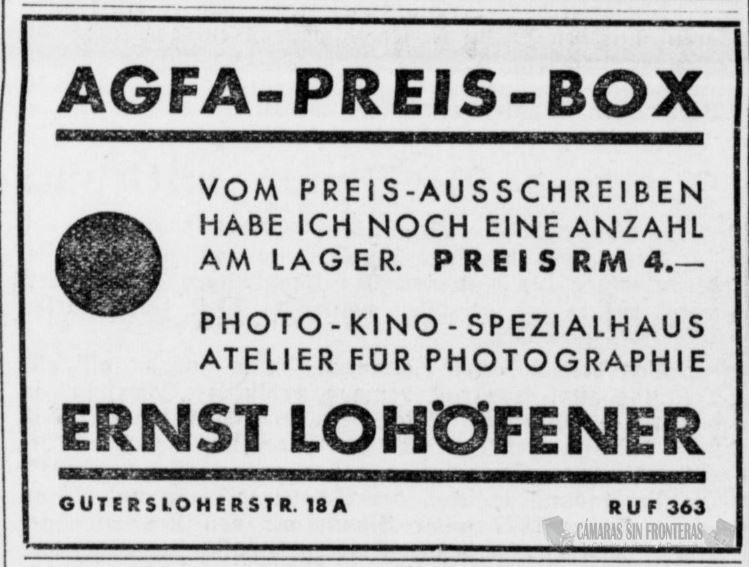 AGFA-PREIS-BOX
VOM PREIS-AUSSCHREIBEN
HABE ICH NOCH EINE ANZAHL
AM LAGER. PREIS RM 4.—
PHOTO-KINO-SPEZIALHAUS
ATELIER FÜR PHOTOGRAPHIE
ERNST LOHÖFENER
GUTERSLOHERSTR. 18A RUF 363
CÁMARAS SIN FRONTERAS